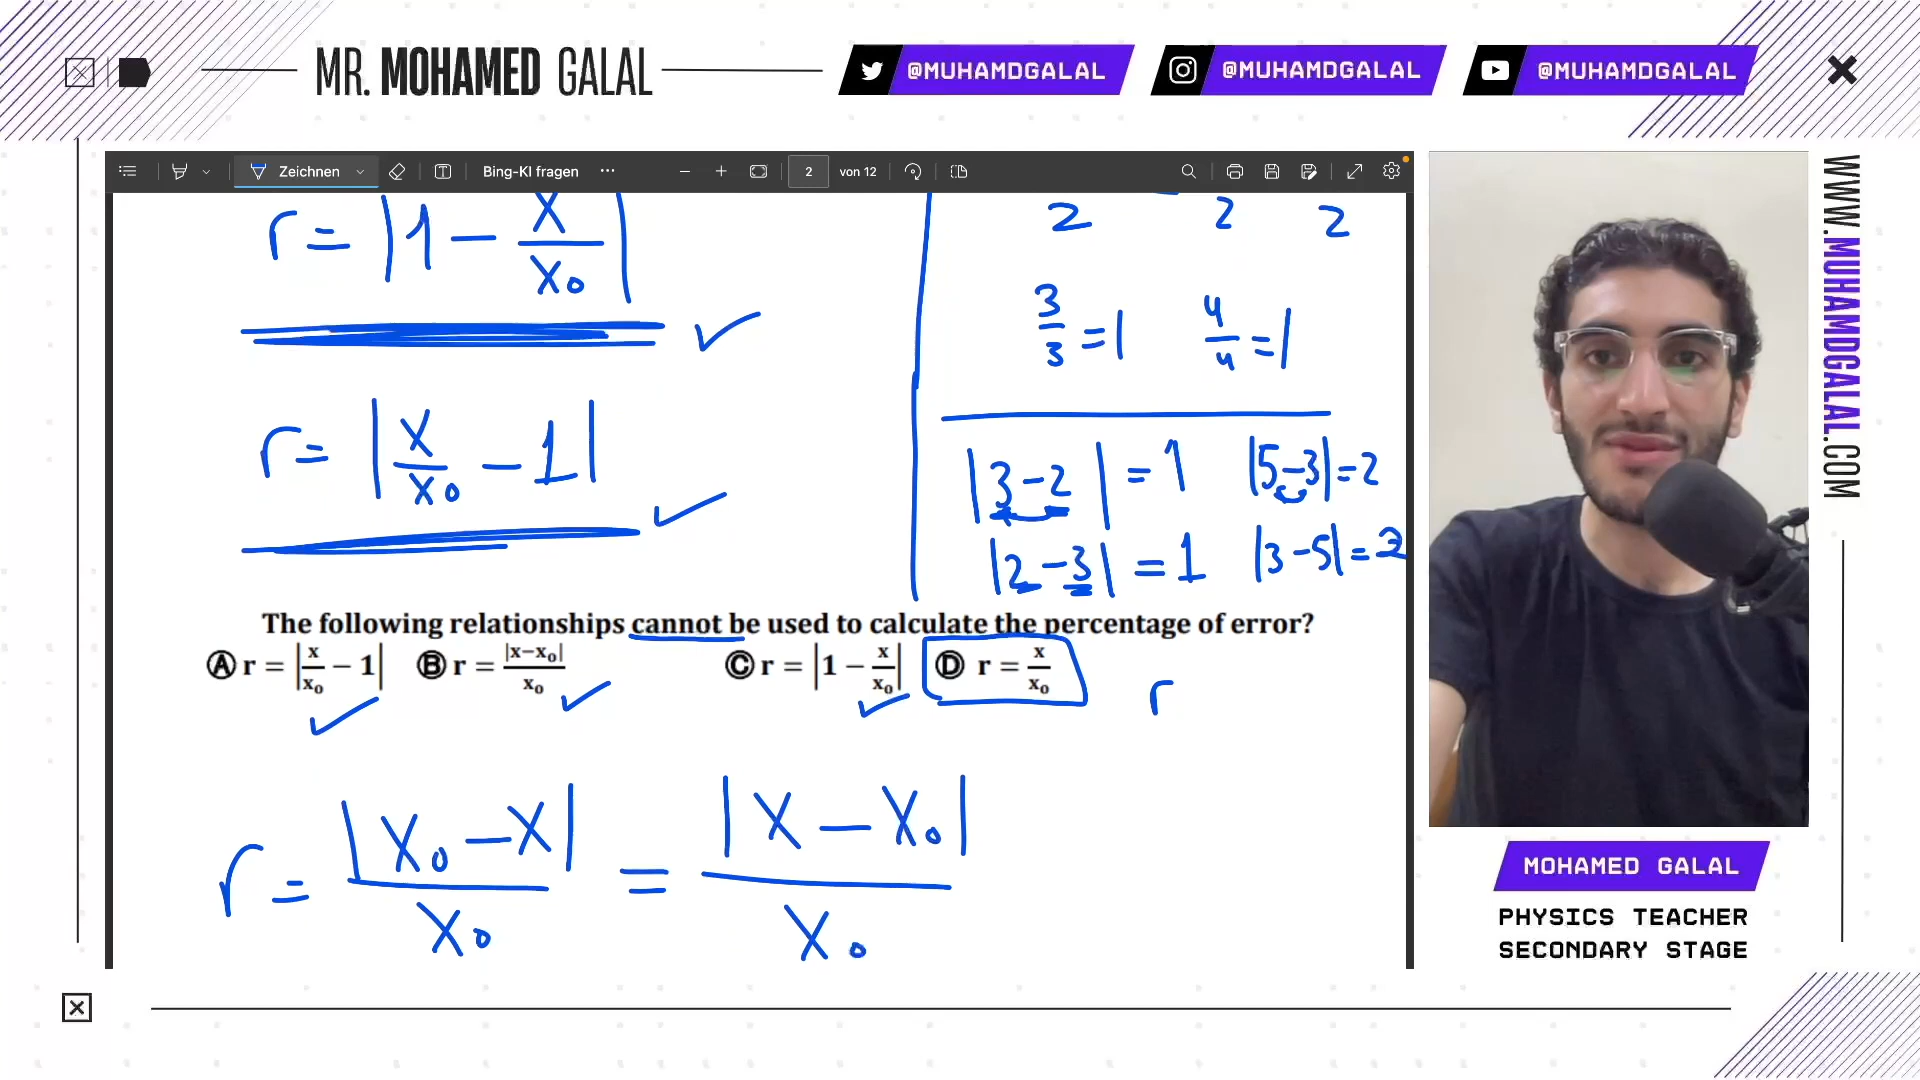 MR. MOHAMED GALAL
@MUHAMDGALAL
@MUHAMDGALAL
@MUHAMDGALAL
Zeichnen
Bing-KI fragen
2 von 12
r = |1 - x/x₀|
r = |x/x₀ - 1|
2 2 2
3/3 = 1 4/4 = 1
|3-2| = 1 |5-3| = 2
|2-3| = 1 |3-5| = 2
The following relationships cannot be used to calculate the percentage of error?
Ⓐ r = |x/x₀ − 1| Ⓑ r = |x−x₀|/x₀ Ⓒ r = |1 − x/x₀| Ⓓ r = x/x₀
r
r = |x₀ - x|/x₀ = |x - x₀|/x₀
WWW.MUHAMDGALAL.COM
MOHAMED GALAL
PHYSICS TEACHER
SECONDARY STAGE